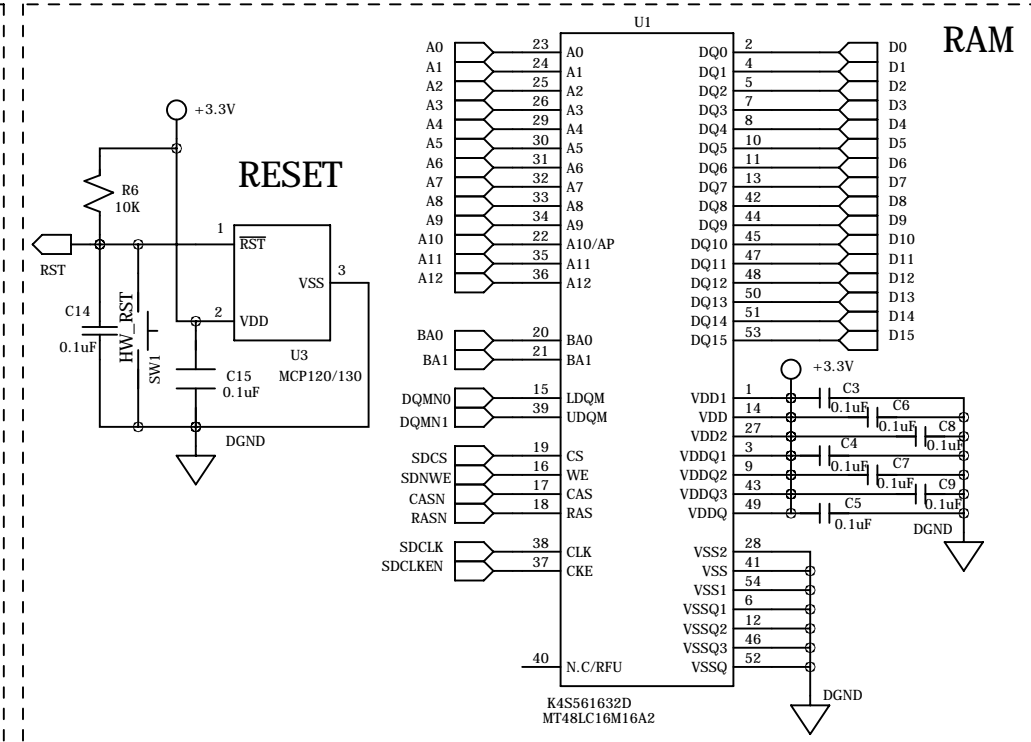 RAM
RESET
+3.3V
R6
10K
RST
C14
0.1uF
HW_RST
SW1
C15
0.1uF
DGND
1
RST
2
VDD
VSS
3
U3
MCP120/130
U1
A0 23 A0
A1 24 A1
A2 25 A2
A3 26 A3
A4 29 A4
A5 30 A5
A6 31 A6
A7 32 A7
A8 33 A8
A9 34 A9
A10 22 A10/AP
A11 35 A11
A12 36 A12
BA0 20 BA0
BA1 21 BA1
DQMN0 15 LDQM
DQMN1 39 UDQM
SDCS 19 CS
SDNWE 16 WE
CASN 17 CAS
RASN 18 RAS
SDCLK 38 CLK
SDCLKEN 37 CKE
40 N.C/RFU
DQ0 2 D0
DQ1 4 D1
DQ2 5 D2
DQ3 7 D3
DQ4 8 D4
DQ5 10 D5
DQ6 11 D6
DQ7 13 D7
DQ8 42 D8
DQ9 44 D9
DQ10 45 D10
DQ11 47 D11
DQ12 48 D12
DQ13 50 D13
DQ14 51 D14
DQ15 53 D15
+3.3V
VDD1 1
VDD 14
VDD2 27
VDDQ1 3
VDDQ2 9
VDDQ3 43
VDDQ 49
C3
0.1uF
C6
0.1uF
C8
0.1uF
C4
0.1uF
C7
0.1uF
C9
0.1uF
C5
0.1uF
DGND
VSS2 28
VSS 41
VSS1 54
VSSQ1 6
VSSQ2 12
VSSQ3 46
VSSQ 52
DGND
K4S561632D
MT48LC16M16A2